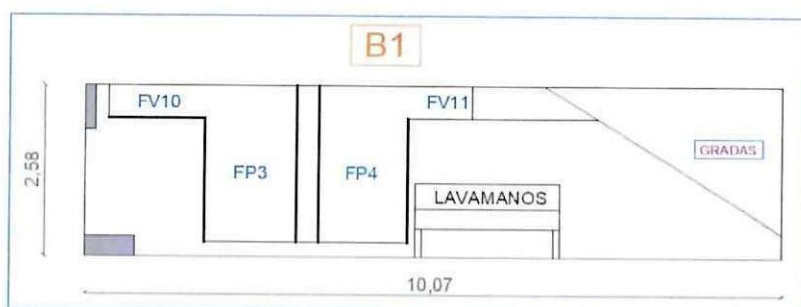 B1
FV10
FV11
GRADAS
FP3
FP4
2,58
LAVAMANOS
10,07